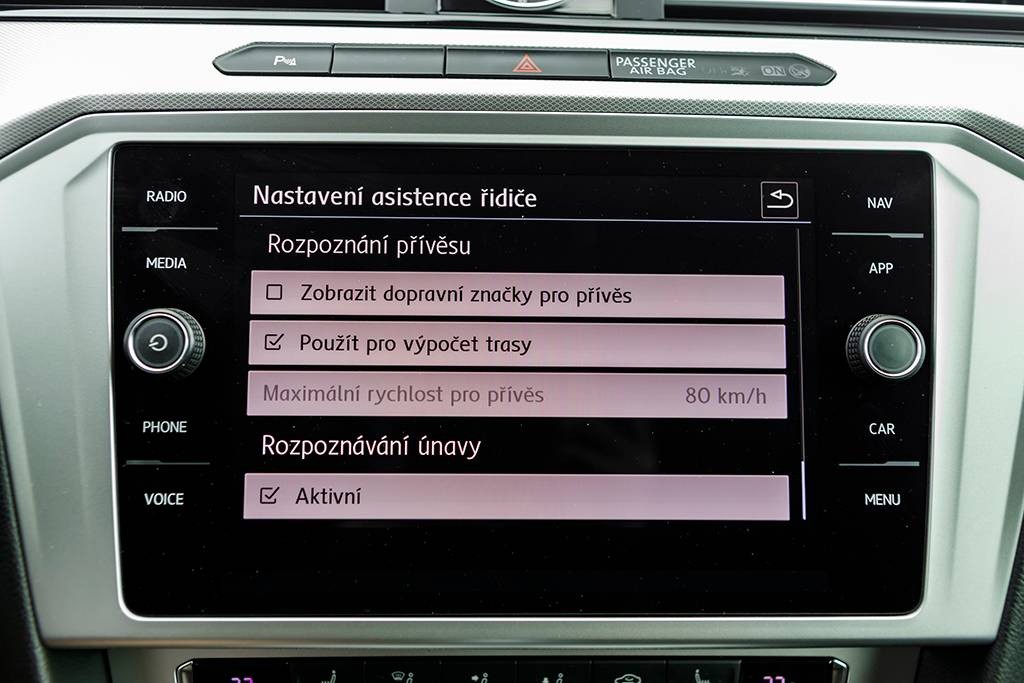 P
PASSENGER
AIR BAG
ON
RADIO
MEDIA
PHONE
VOICE
Nastavení asistence řidiče
Rozpoznání přívěsu
Zobrazit dopravní značky pro přívěs
Použít pro výpočet trasy
Maximální rychlost pro přívěs 80 km/h
Rozpoznávání únavy
Aktivní
NAV
APP
CAR
MENU